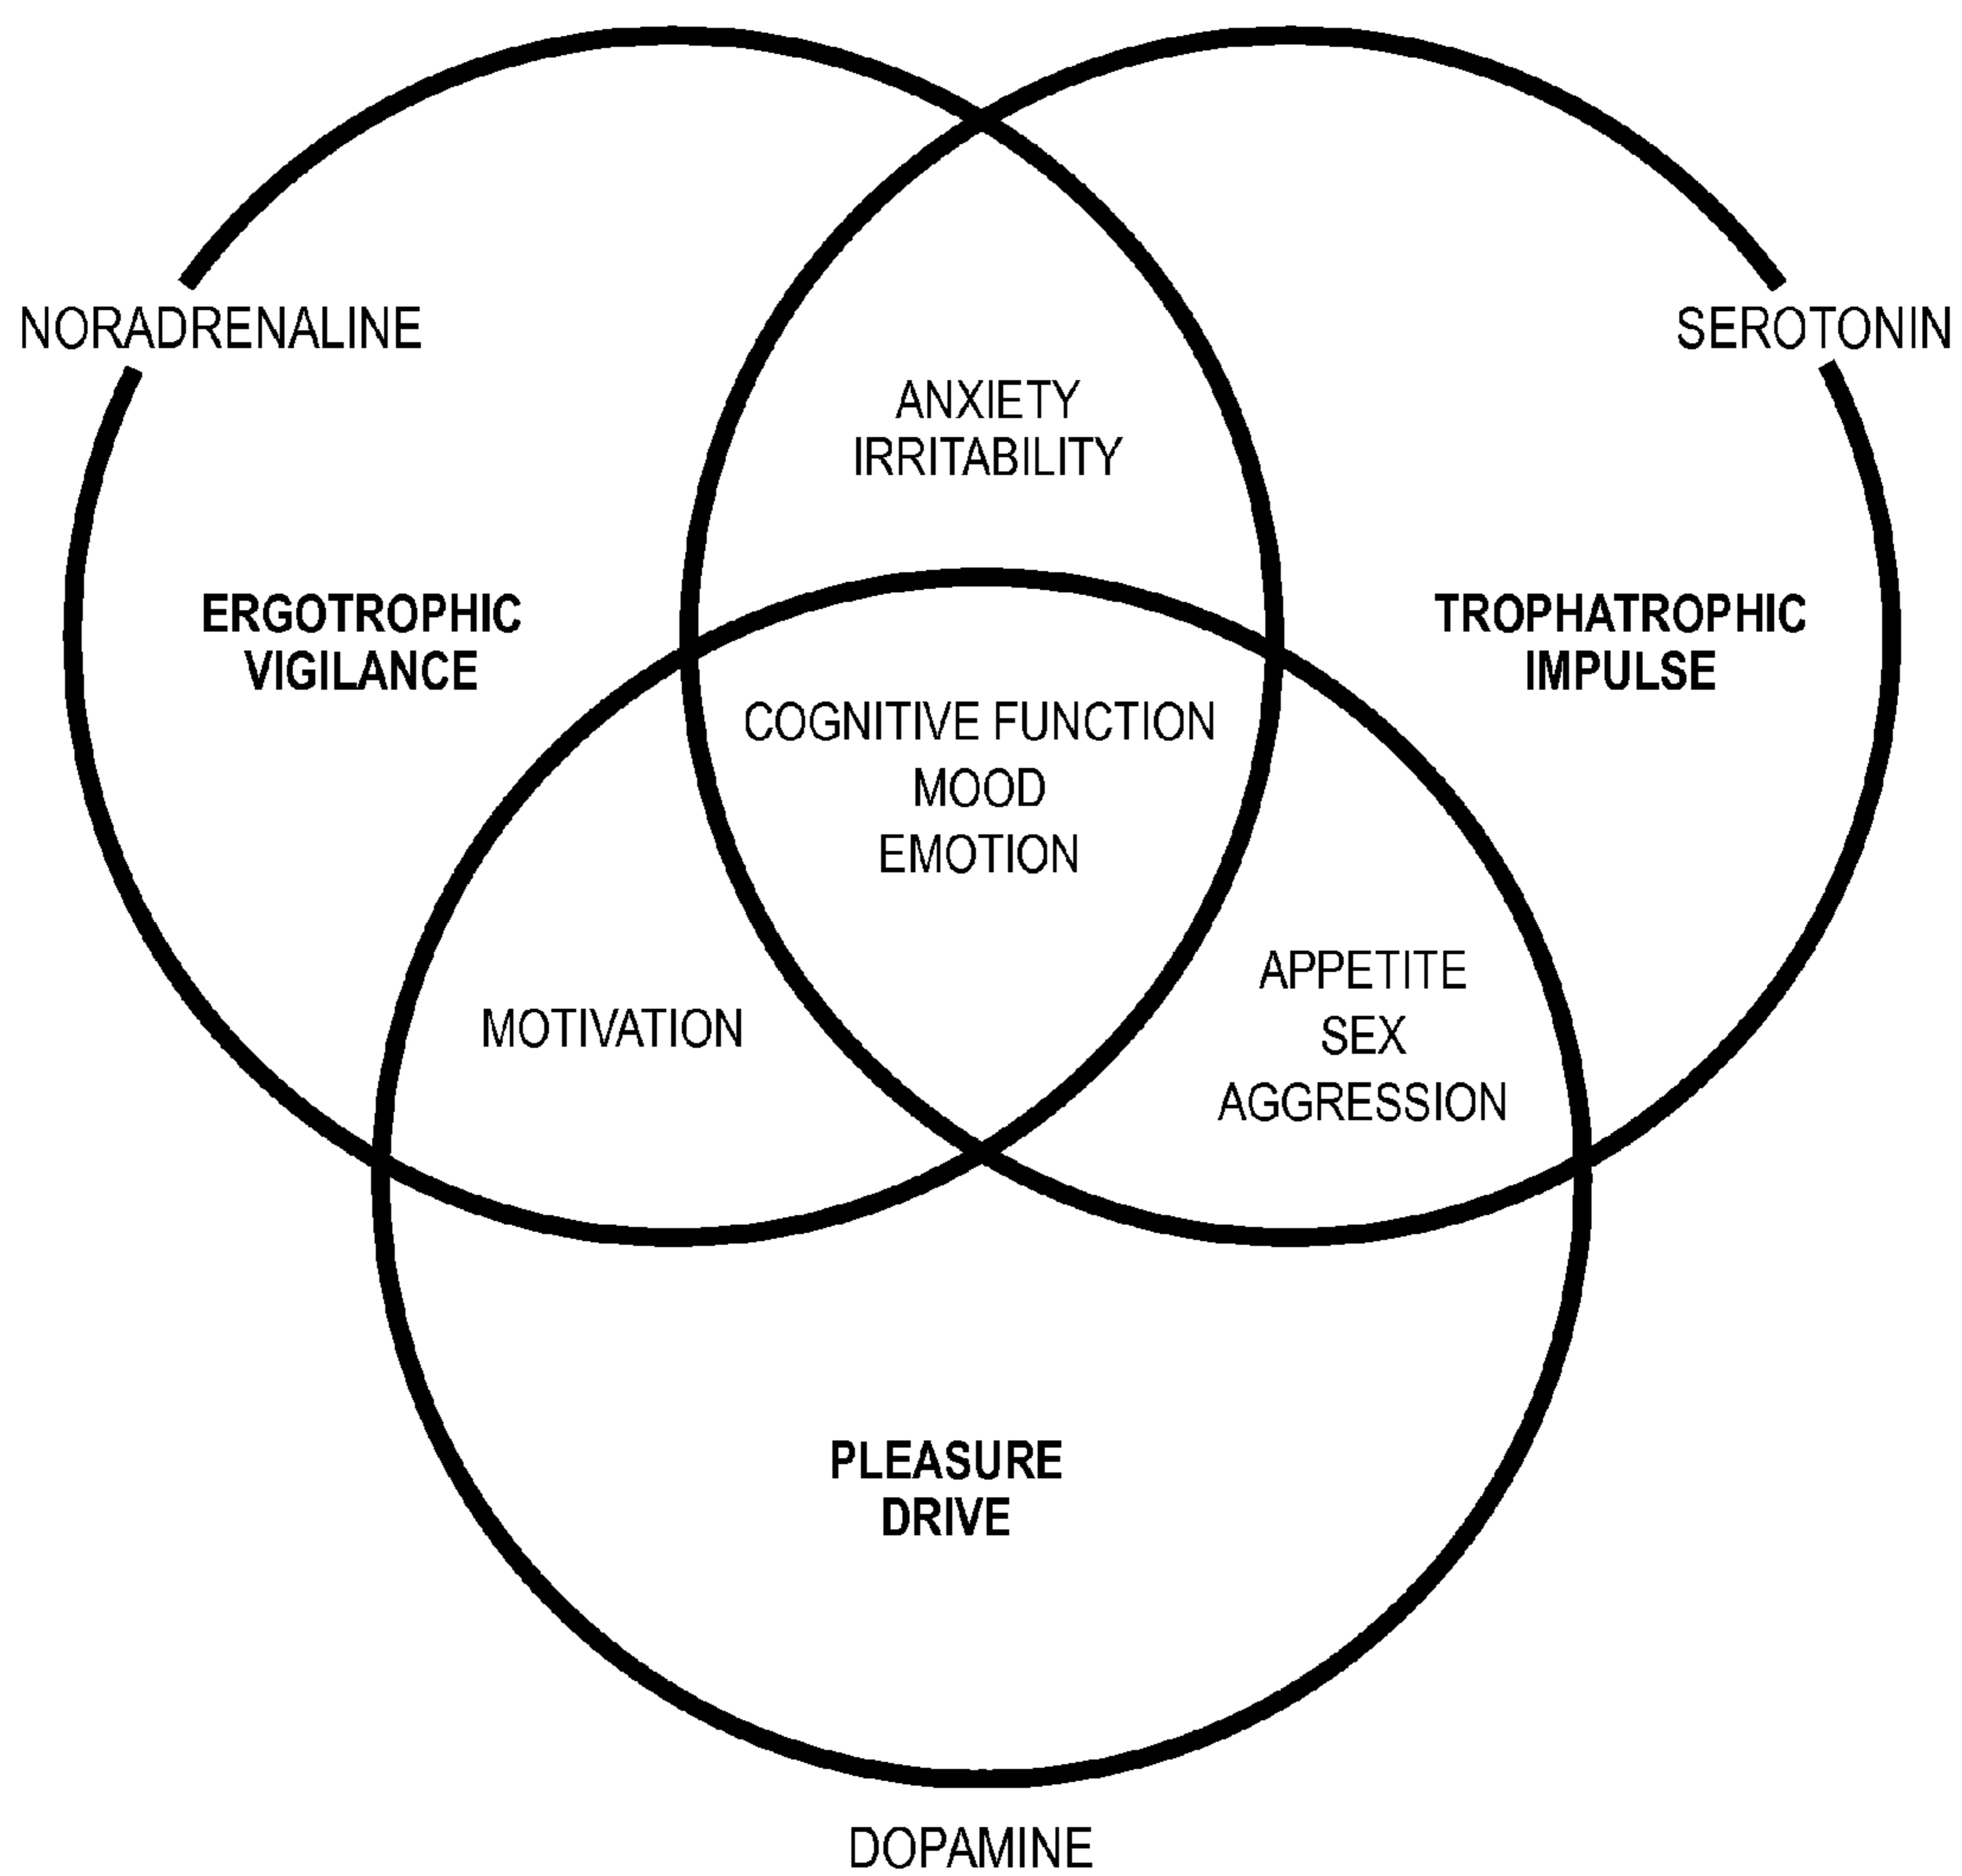 NORADRENALINE
SEROTONIN
ANXIETY
IRRITABILITY
ERGOTROPHIC
VIGILANCE
TROPHATROPHIC
IMPULSE
COGNITIVE FUNCTION
MOOD
EMOTION
MOTIVATION
APPETITE
SEX
AGGRESSION
PLEASURE
DRIVE
DOPAMINE